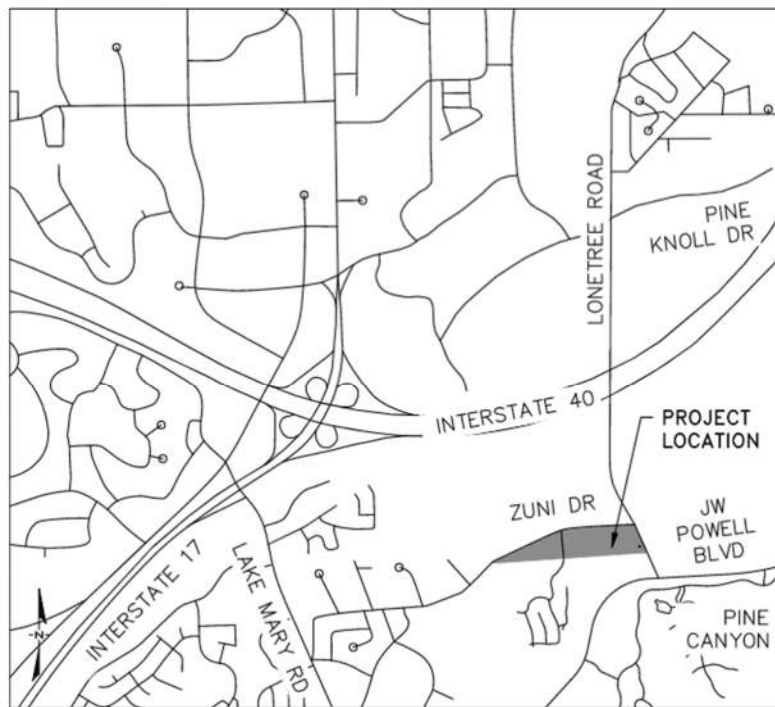 LONETREE ROAD
PINE
KNOLL DR
INTERSTATE 40
PROJECT
LOCATION
ZUNI DR
JW
POWELL
BLVD
INTERSTATE 17
LAKE MARY RD
PINE
CANYON
N